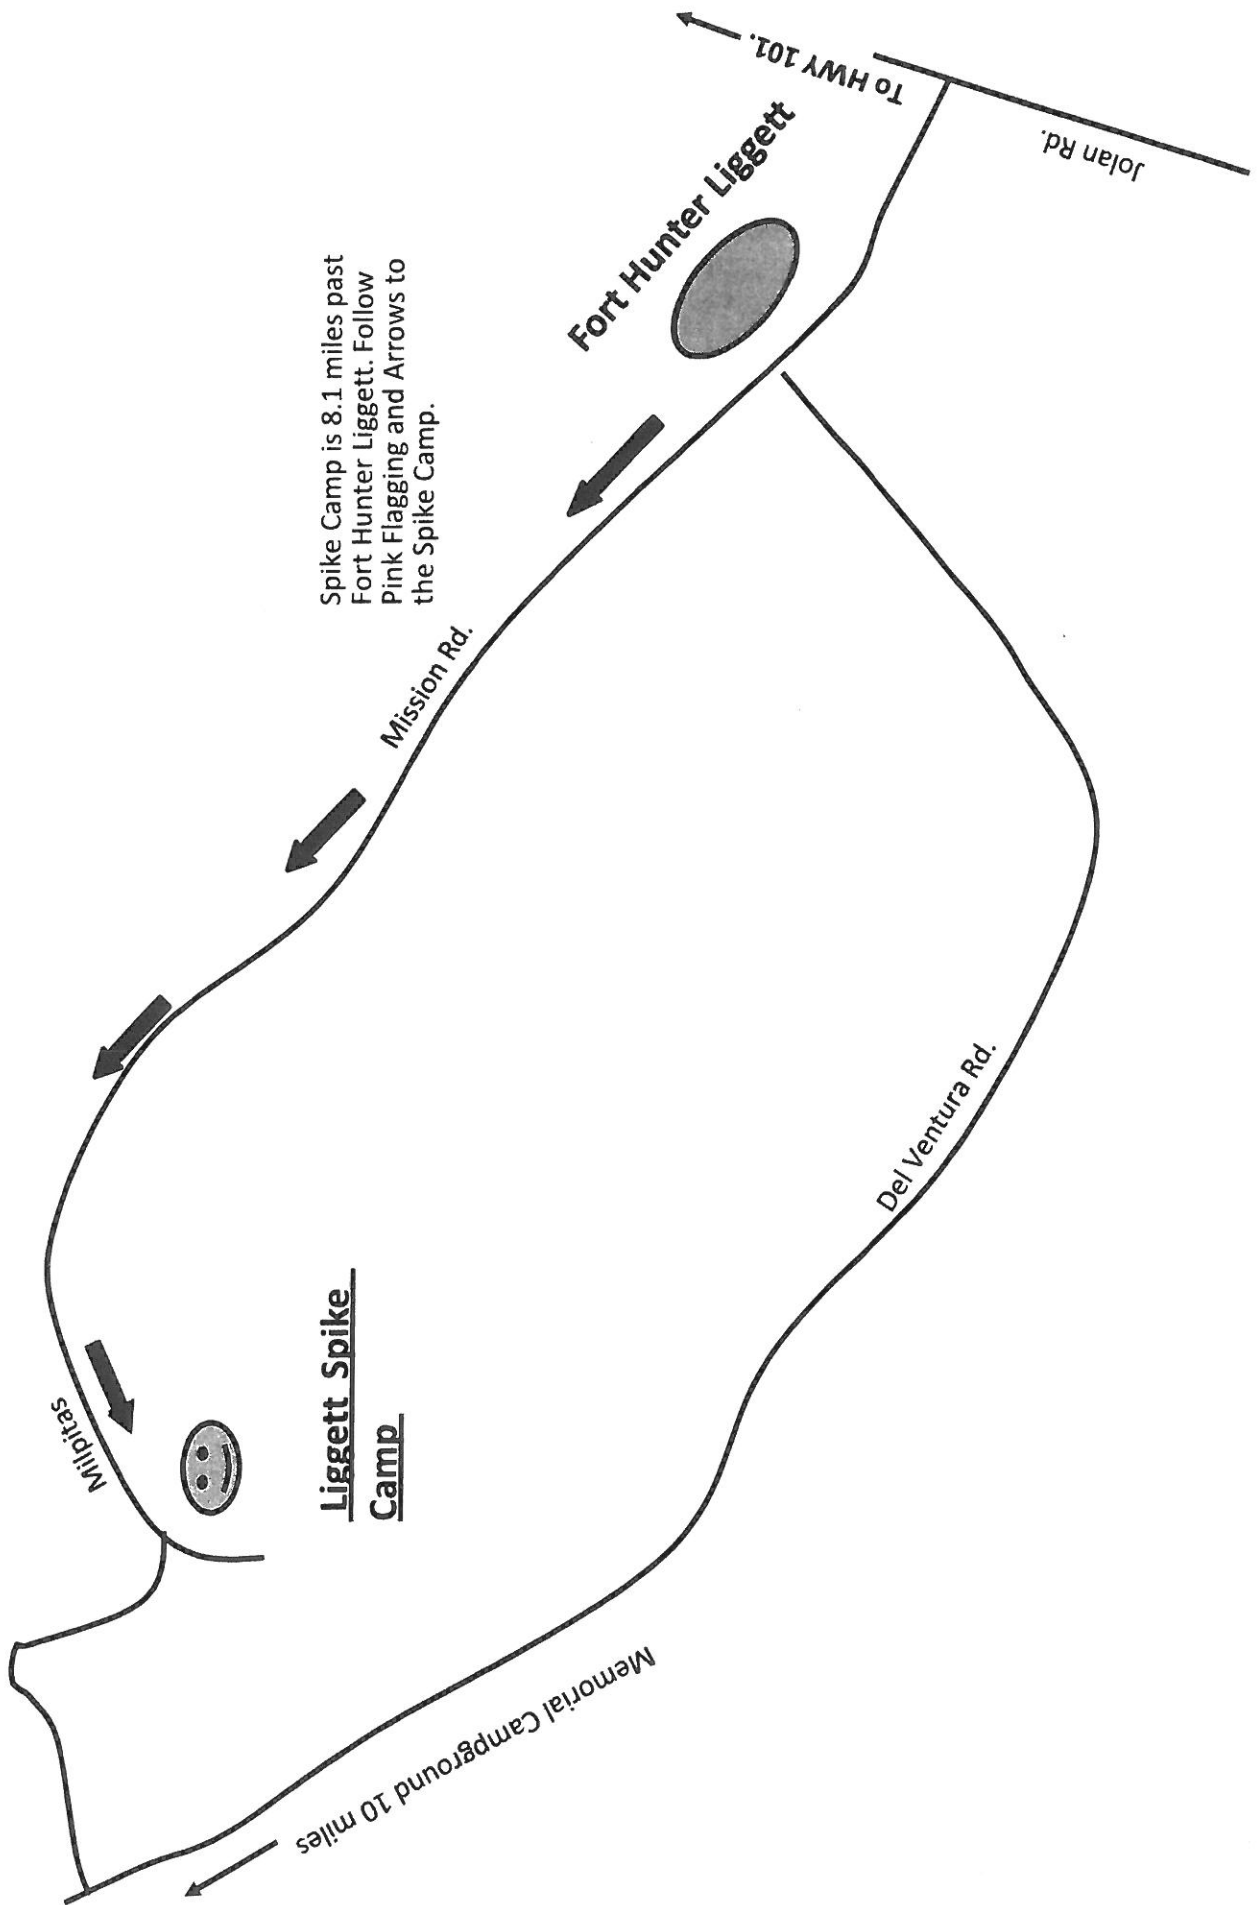 To HWY 101.
Jolan Rd.
Fort Hunter Liggett
Spike Camp is 8.1 miles past
Fort Hunter Liggett. Follow
Pink Flagging and Arrows to
the Spike Camp.
Mission Rd.
Milpitas
Liggett Spike
Camp
Del Ventura Rd.
Memorial Campground 10 miles